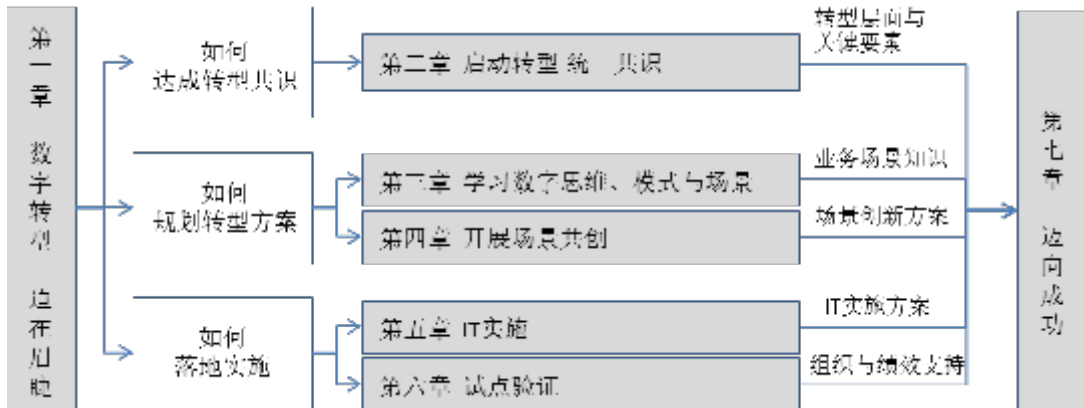 第一章 数字转型 迫在眉睫
如何
达成转型共识
第二章 启动转型 统一共识
转型层面与
关键要素
如何
规划转型方案
第三章 学习数字思维、模式与场景
业务场景知识
第四章 开展场景共创
场景创新方案
如何
落地实施
第五章 IT实施
IT实施方案
第六章 试点验证
组织与绩效支持
第七章 迈向成功